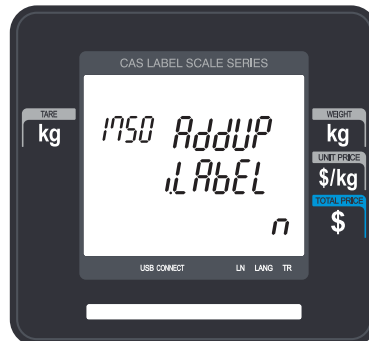 CAS LABEL SCALE SERIES
TARE
kg
1750 AddUP
i.LAbEL
n
WEIGHT
kg
UNIT PRICE
$/kg
TOTAL PRICE
$
USB CONNECT LN LANG TR